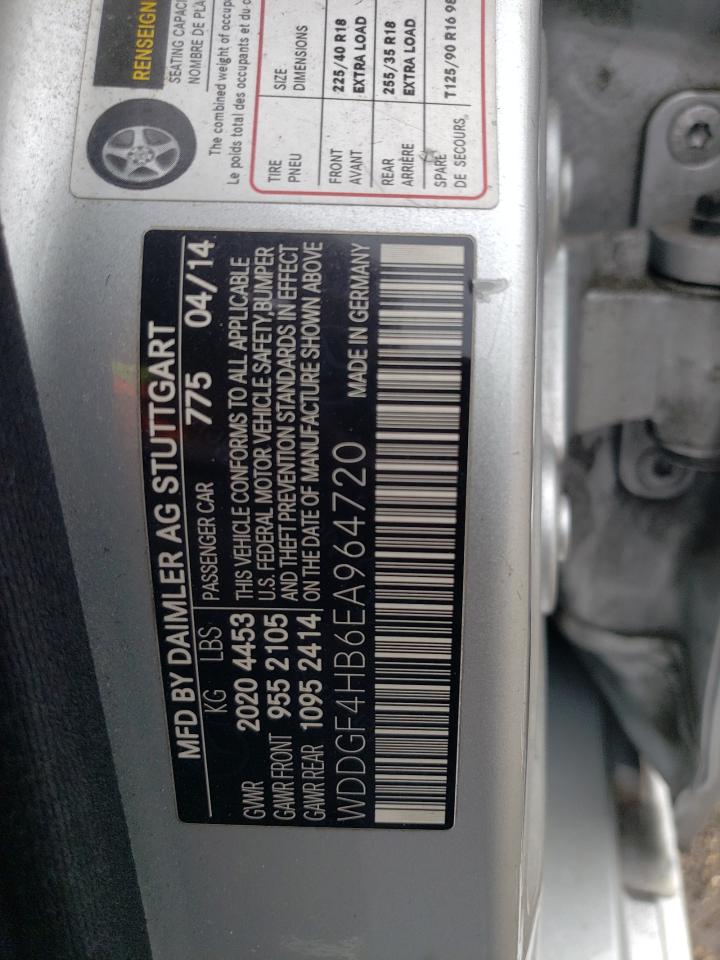 MFD BY DAIMLER AG STUTTGART
KG LBS PASSENGER CAR 775 04/14
GVWR 2020 4453 THIS VEHICLE CONFORMS TO ALL APPLICABLE
GAWR FRONT 955 2105 U.S. FEDERAL MOTOR VEHICLE SAFETY, BUMPER
AND THEFT PREVENTION STANDARDS IN EFFECT
GAWR REAR 1095 2414 ON THE DATE OF MANUFACTURE SHOWN ABOVE
WDDGF4HB6EA964720 MADE IN GERMANY
RENSEIGN
SEATING CAPAC
NOMBRE DE PLA
The combined weight of occup
Le poids total des occupants et du c
TIRE SIZE
PNEU DIMENSIONS
FRONT 225/40 R18
AVANT EXTRA LOAD
REAR 255/35 R18
ARRIÈRE EXTRA LOAD
SPARE T125/90 R16 98
DE SECOURS